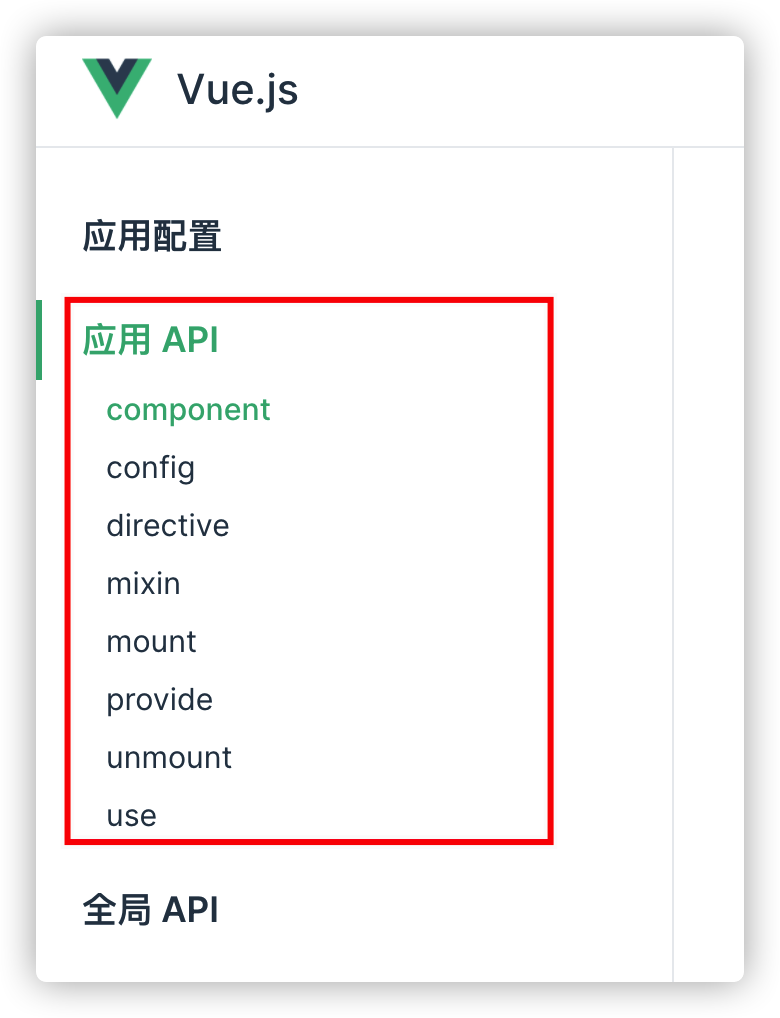 Vue.js
应用配置
应用 API
component
config
directive
mixin
mount
provide
unmount
use
全局 API